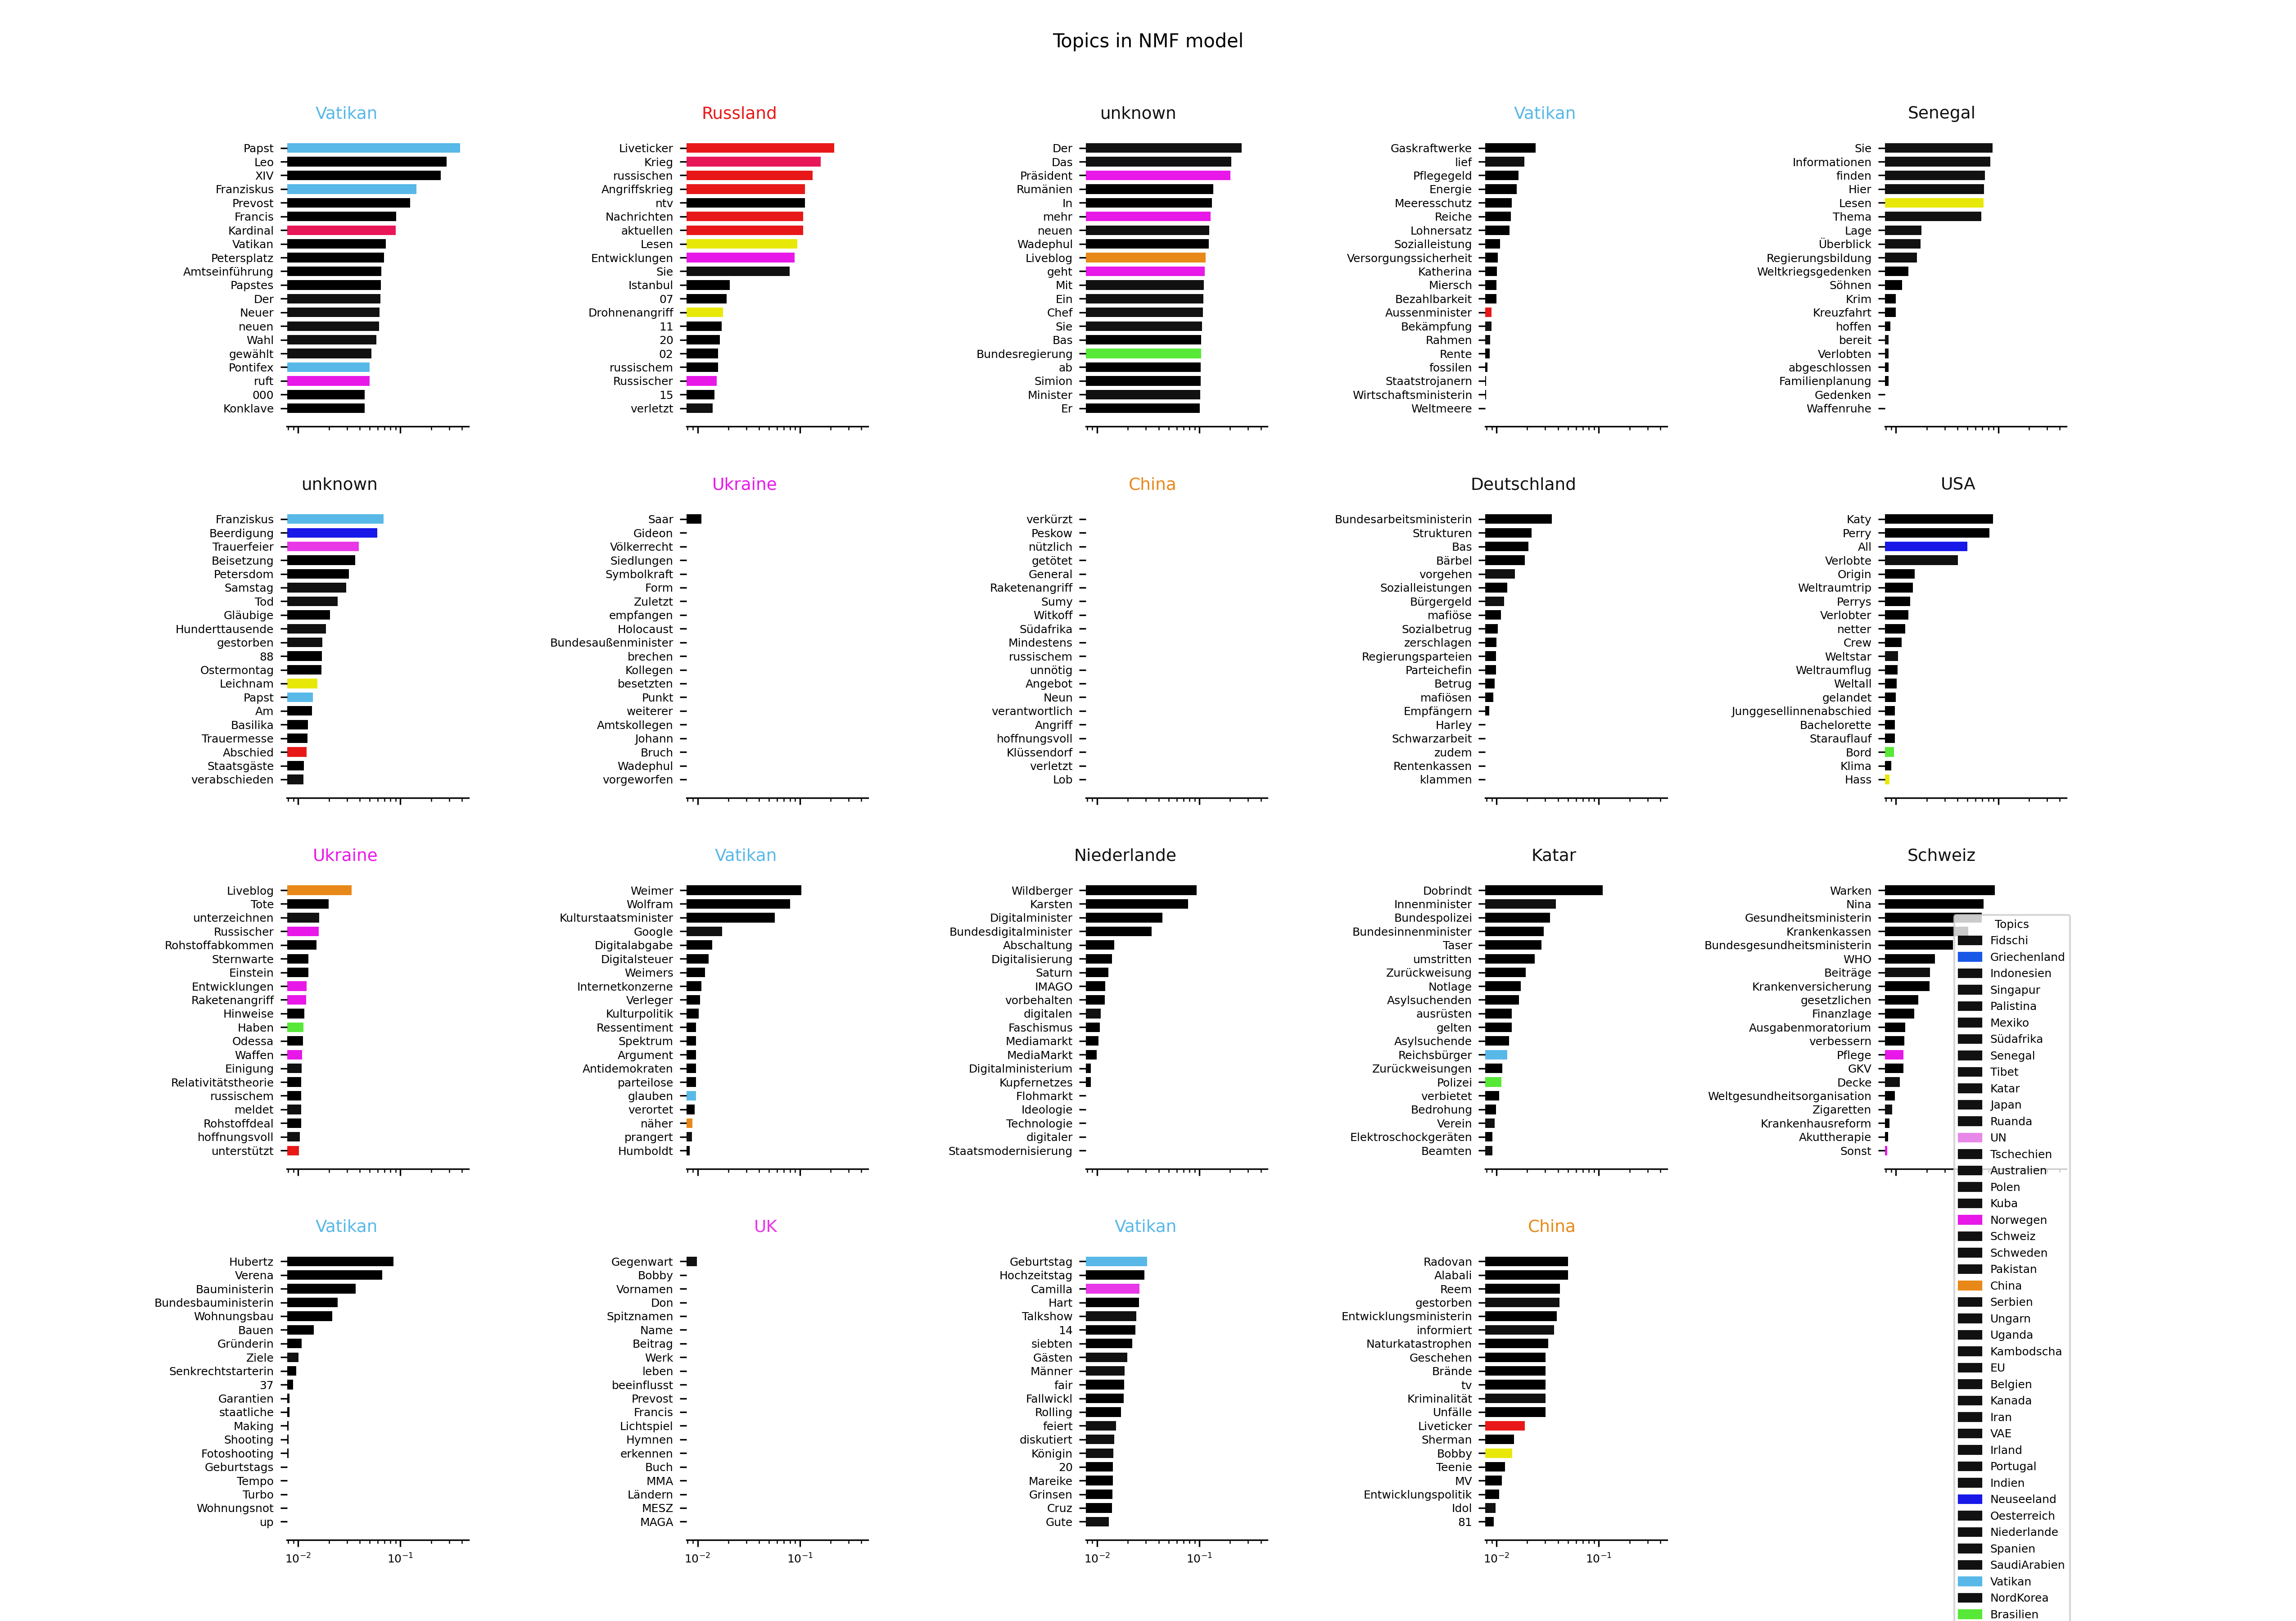 Topics in NMF model
Vatikan
Papst
Leo
XIV
Franziskus
Prevost
Francis
Kardinal
Vatikan
Petersplatz
Amtseinführung
Papstes
Der
Neuer
neuen
Wahl
gewählt
Pontifex
ruft
000
Konklave
Russland
Liveticker
Krieg
russischen
Angriffskrieg
ntv
Nachrichten
aktuellen
Lesen
Entwicklungen
Sie
Istanbul
07
Drohnenangriff
11
20
02
russischem
Russischer
15
verletzt
unknown
Der
Das
Präsident
Rumänien
In
mehr
neuen
Wadephul
Liveblog
geht
Mit
Ein
Chef
Sie
Bas
Bundesregierung
ab
Simion
Minister
Er
Vatikan
Gaskraftwerke
lief
Pflegegeld
Energie
Meeresschutz
Reiche
Lohnersatz
Sozialleistung
Versorgungssicherheit
Katherina
Miersch
Bezahlbarkeit
Aussenminister
Bekämpfung
Rahmen
Rente
fossilen
Staatstrojanern
Wirtschaftsministerin
Weltmeere
Senegal
Sie
Informationen
finden
Hier
Lesen
Thema
Lage
Überblick
Regierungsbildung
Weltkriegsgedenken
Söhnen
Krim
Kreuzfahrt
hoffen
bereit
Verlobten
abgeschlossen
Familienplanung
Gedenken
Waffenruhe
unknown
Franziskus
Beerdigung
Trauerfeier
Beisetzung
Petersdom
Samstag
Tod
Gläubige
Hunderttausende
gestorben
88
Ostermontag
Leichnam
Papst
Am
Basilika
Trauermesse
Abschied
Staatsgäste
verabschieden
Ukraine
Saar
Gideon
Völkerrecht
Siedlungen
Symbolkraft
Form
Zuletzt
empfangen
Holocaust
Bundesaußenminister
brechen
Kollegen
besetzten
Punkt
weiterer
Amtskollegen
Johann
Bruch
Wadephul
vorgeworfen
China
verkürzt
Peskow
nützlich
getötet
General
Raketenangriff
Sumy
Witkoff
Südafrika
Mindestens
russischem
unnötig
Angebot
Neun
verantwortlich
Angriff
hoffnungsvoll
Klüssendorf
verletzt
Lob
Deutschland
Bundesarbeitsministerin
Strukturen
Bas
Bärbel
vorgehen
Sozialleistungen
Bürgergeld
mafiöse
Sozialbetrug
zerschlagen
Regierungsparteien
Parteichefin
Betrug
mafiösen
Empfängern
Harley
Schwarzarbeit
zudem
Rentenkassen
klammen
USA
Katy
Perry
All
Verlobte
Origin
Weltraumtrip
Perrys
Verlobter
netter
Crew
Weltstar
Weltraumflug
Weltall
gelandet
Junggesellinnenabschied
Bachelorette
Starauflauf
Bord
Klima
Hass
Ukraine
Liveblog
Tote
unterzeichnen
Russischer
Rohstoffabkommen
Sternwarte
Einstein
Entwicklungen
Raketenangriff
Hinweise
Haben
Odessa
Waffen
Einigung
Relativitätstheorie
russischem
meldet
Rohstoffdeal
hoffnungsvoll
unterstützt
Vatikan
Weimer
Wolfram
Kulturstaatsminister
Google
Digitalabgabe
Digitalsteuer
Weimers
Internetkonzerne
Verleger
Kulturpolitik
Ressentiment
Spektrum
Argument
Antidemokraten
parteilose
glauben
verortet
näher
prangert
Humboldt
Niederlande
Wildberger
Karsten
Digitalminister
Bundesdigitalminister
Abschaltung
Digitalisierung
Saturn
IMAGO
vorbehalten
digitalen
Faschismus
Mediamarkt
MediaMarkt
Digitalministerium
Kupfernetzes
Flohmarkt
Ideologie
Technologie
digitaler
Staatsmodernisierung
Katar
Dobrindt
Innenminister
Bundespolizei
Bundesinnenminister
Taser
umstritten
Zurückweisung
Notlage
Asylsuchenden
ausrüsten
gelten
Asylsuchende
Reichsbürger
Zurückweisungen
Polizei
verbietet
Bedrohung
Verein
Elektroschockgeräten
Beamten
Schweiz
Warken
Nina
Gesundheitsministerin
Krankenkassen
Bundesgesundheitsministerin
WHO
Beiträge
Krankenversicherung
gesetzlichen
Finanzlage
Ausgabenmoratorium
verbessern
Pflege
GKV
Decke
Weltgesundheitsorganisation
Zigaretten
Krankenhausreform
Akuttherapie
Sonst
Vatikan
Hubertz
Verena
Bauministerin
Bundesbauministerin
Wohnungsbau
Bauen
Gründerin
Ziele
Senkrechtstarterin
37
Garantien
staatliche
Making
Shooting
Fotoshooting
Geburtstags
Tempo
Turbo
Wohnungsnot
up
10⁻² 10⁻¹
UK
Gegenwart
Bobby
Vornamen
Don
Spitznamen
Name
Beitrag
Werk
leben
beeinflusst
Prevost
Francis
Lichtspiel
Hymnen
erkennen
Buch
MMA
Ländern
MESZ
MAGA
10⁻² 10⁻¹
Vatikan
Geburtstag
Hochzeitstag
Camilla
Hart
Talkshow
14
siebten
Gästen
Männer
fair
Fallwickl
Rolling
feiert
diskutiert
Königin
20
Mareike
Grinsen
Cruz
Gute
10⁻² 10⁻¹
China
Radovan
Alabali
Reem
gestorben
Entwicklungsministerin
informiert
Naturkatastrophen
Geschehen
Brände
tv
Kriminalität
Unfälle
Liveticker
Sherman
Bobby
Teenie
MV
Entwicklungspolitik
Idol
81
10⁻² 10⁻¹
Topics
Fidschi
Griechenland
Indonesien
Singapur
Palistina
Mexiko
Südafrika
Senegal
Tibet
Katar
Japan
Ruanda
UN
Tschechien
Australien
Polen
Kuba
Norwegen
Schweiz
Schweden
Pakistan
China
Serbien
Ungarn
Uganda
Kambodscha
EU
Belgien
Kanada
Iran
VAE
Irland
Portugal
Indien
Neuseeland
Oesterreich
Niederlande
Spanien
SaudiArabien
Vatikan
NordKorea
Brasilien